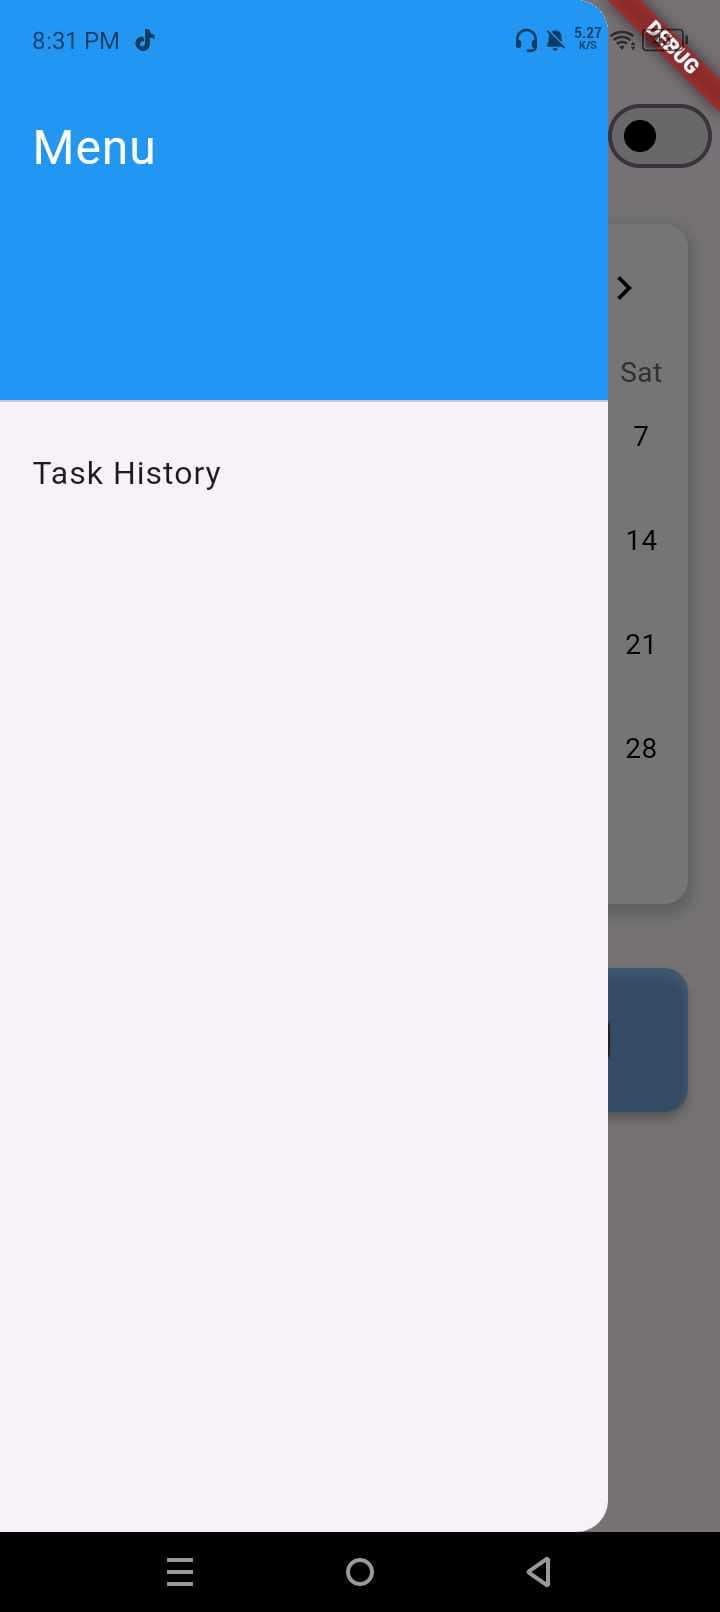 8:31 PM
5.27
K/S
DEBUG
Menu
Sat
7
Task History
14
21
28